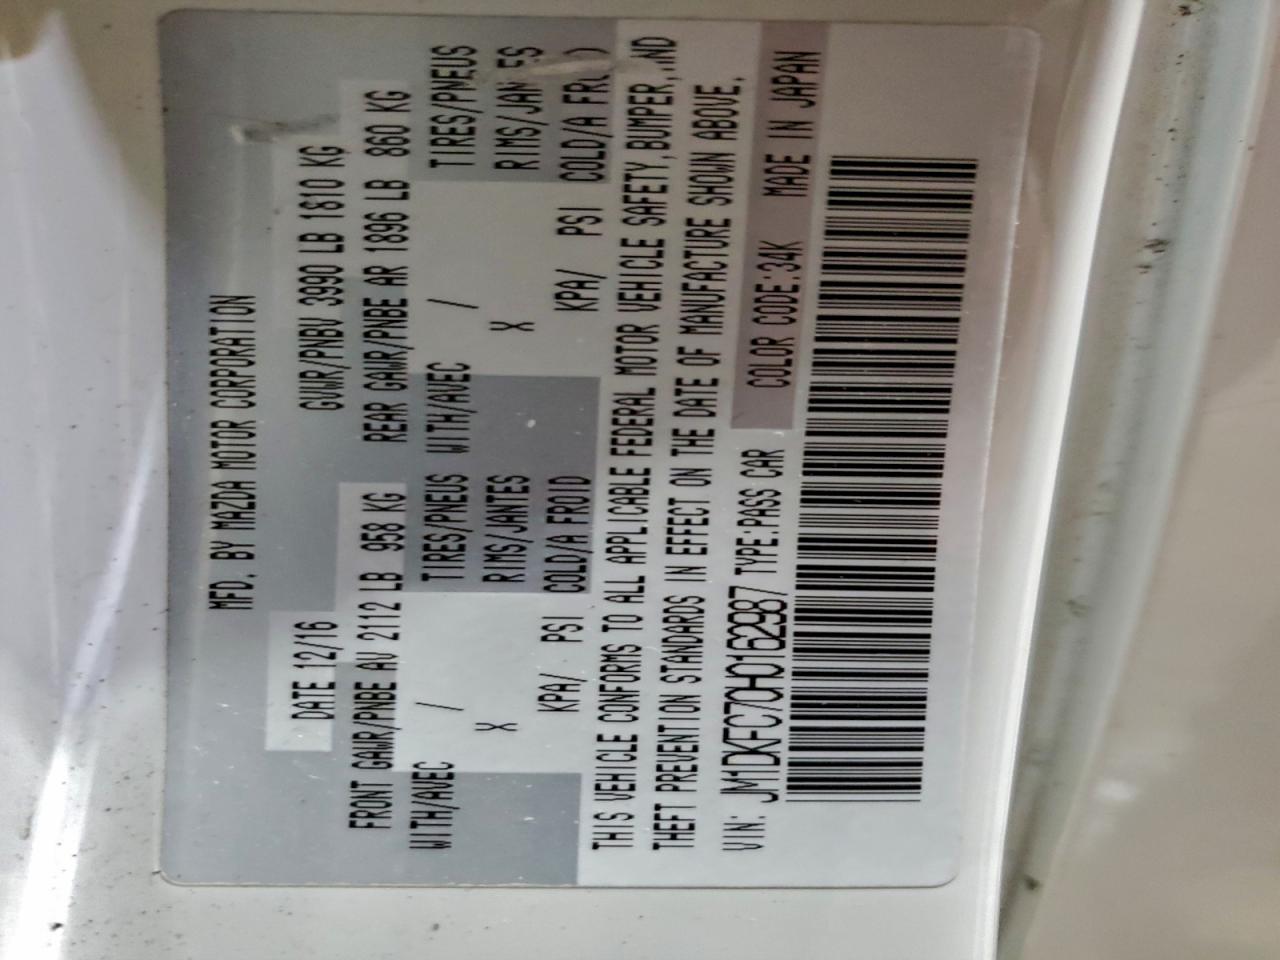 MFD. BY MAZDA MOTOR CORPORATION
DATE 12/16 GVWR/PNBV 3990 LB 1810 KG
FRONT GAWR/PNBE AV 2112 LB 958 KG REAR GAWR/PNBE AR 1896 LB 860 KG
WITH/AVEC / TIRES/PNEUS WITH/AVEC / TIRES/PNEUS
X RIMS/JANTES X RIMS/JANTES
KPA/ PSI COLD/A FROID KPA/ PSI COLD/A
THIS VEHICLE CONFORMS TO ALL APPLICABLE FEDERAL MOTOR VEHICLE SAFETY, BUMPER, AND
THEFT PREVENTION STANDARDS IN EFFECT ON THE DATE OF MANUFACTURE SHOWN ABOVE.
VIN: JM1DKFC70H0162987 TYPE:PASS CAR COLOR CODE:34K MADE IN JAPAN